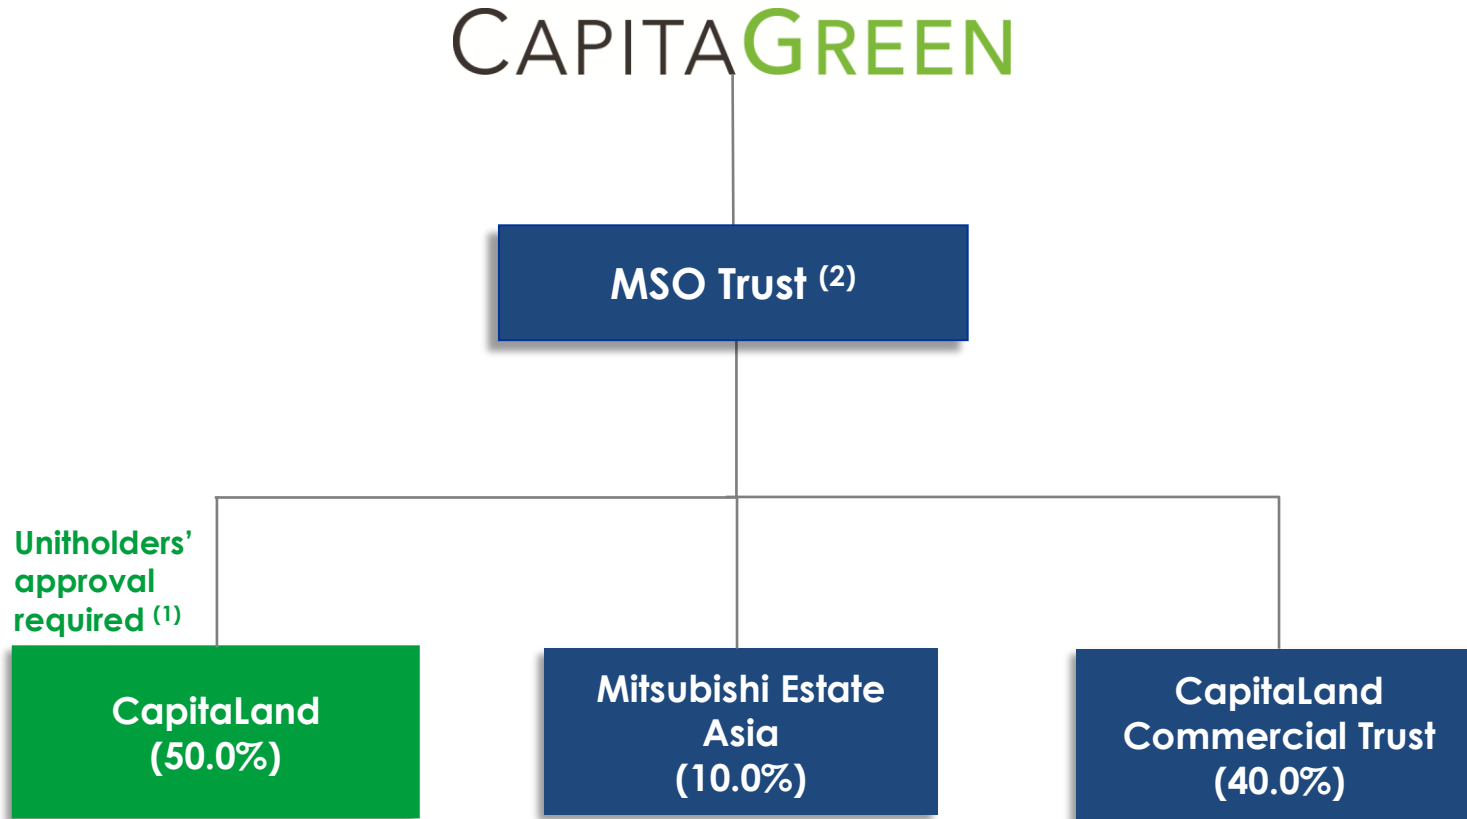 CAPITAGREEN
MSO Trust (2)
Unitholders’
approval
required (1)
CapitaLand
(50.0%)
Mitsubishi Estate
Asia
(10.0%)
CapitaLand
Commercial Trust
(40.0%)